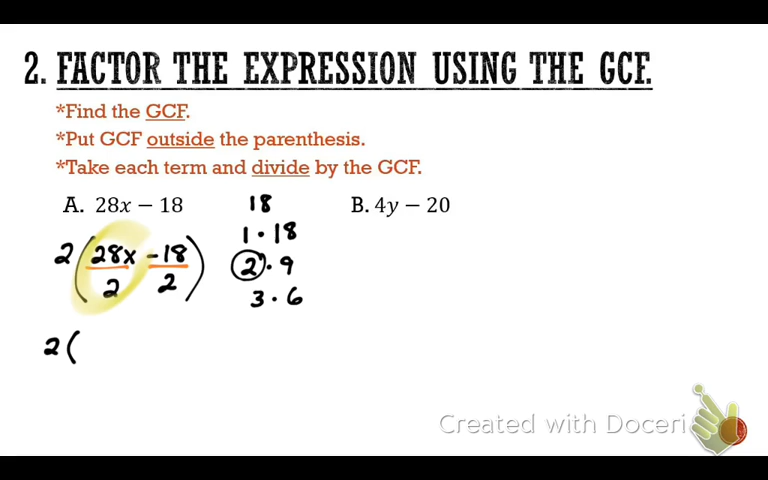 2. FACTOR THE EXPRESSION USING THE GCF.
*Find the GCF.
*Put GCF outside the parenthesis.
*Take each term and divide by the GCF.
A. 28x − 18
2(28x/2 -18/2)
2(
18
1 · 18
2 · 9
3 · 6
B. 4y − 20
Created with Doceri